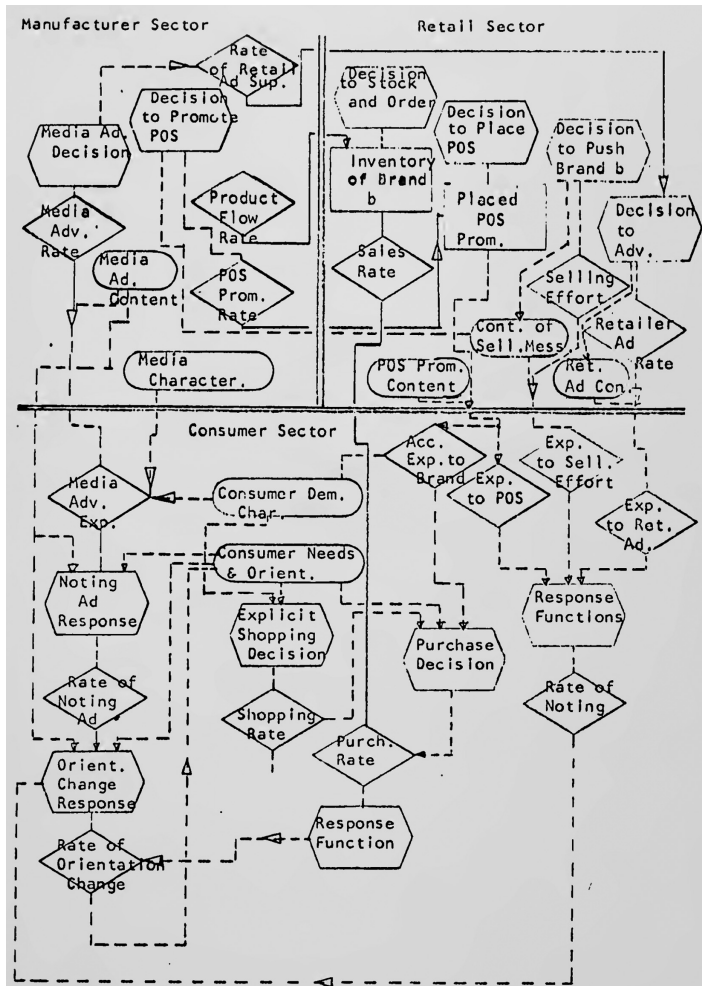 Manufacturer Sector
Retail Sector
Rate
of Retail
Ad Sup.
Decision
to Promote
POS
Media Ad.
Decision
Media
Adv.
Rate
Product
Flow
Rate
Media
Ad.
Content
POS
Prom.
Rate
Media
Character.
Decision
to Stock
and Order
Decision
to Place
POS
Decision
to Push
Brand b
Inventory
of Brand
b
Placed
POS
Prom.
Decision
to
Adv.
Sales
Rate
Selling
Effort
Cont. of
Sell.Mess.
Retailer
Ad
Rate
POS Prom.
Content
Ret.
Ad Con.
Consumer Sector
Media
Adv.
Exp.
Consumer Dem.
Char.
Acc.
Exp.to
Brand
Exp.
to POS
Exp.
to Sell.
Effort
Exp.
to Ret.
Ad.
Consumer Needs
& Orient.
Noting
Ad
Response
Explicit
Shopping
Decision
Purchase
Decision
Response
Functions
Rate of
Noting
Ad
Shopping
Rate
Purch.
Rate
Rate of
Noting
Orient.
Change
Response
Response
Function
Rate of
Orientation
Change